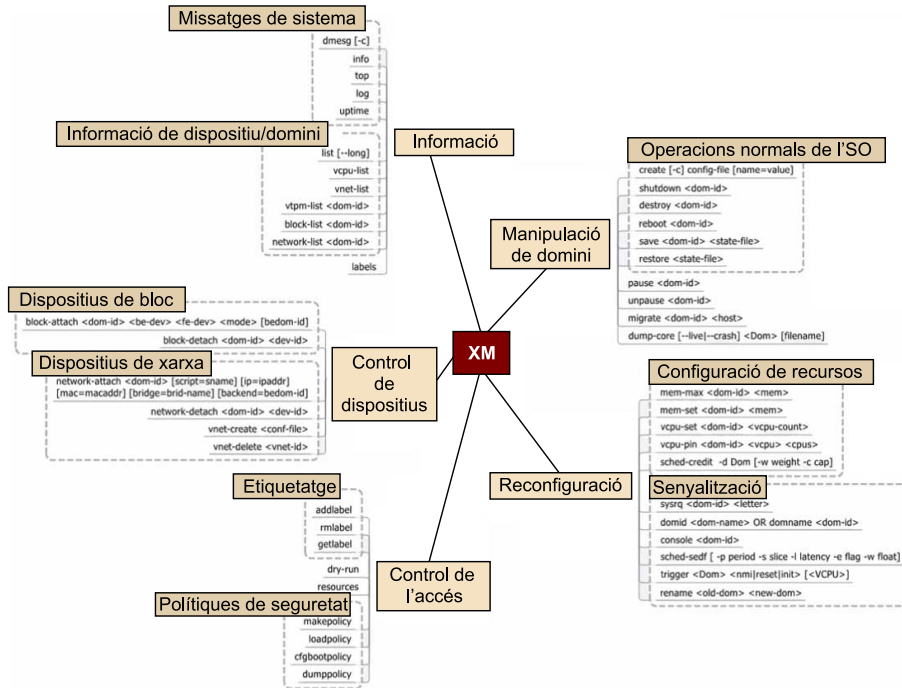 Missatges de sistema
dmesg [-c]
info
top
log
uptime
Informació de dispositiu/domini
list [--long]
vcpu-list
vnet-list
vtpm-list <dom-id>
block-list <dom-id>
network-list <dom-id>
labels
Informació
Manipulació
de domini
Operacions normals de l'SO
create [-c] config-file [name=value]
shutdown <dom-id>
destroy <dom-id>
reboot <dom-id>
save <dom-id> <state-file>
restore <state-file>
pause <dom-id>
unpause <dom-id>
migrate <dom-id> <host>
dump-core [--live|--crash] <Dom> [filename]
Dispositius de bloc
block-attach <dom-id> <be-dev> <fe-dev> <mode> [bedom-id]
block-detach <dom-id> <dev-id>
Dispositius de xarxa
network-attach <dom-id> [script=sname] [ip=ipaddr]
[mac=macaddr] [bridge=brid-name] [backend=bedom-id]
network-detach <dom-id> <dev-id>
vnet-create <conf-file>
vnet-delete <vnet-id>
Control
de
dispositius
XM
Configuració de recursos
mem-max <dom-id> <mem>
mem-set <dom-id> <mem>
vcpu-set <dom-id> <vcpu-count>
vcpu-pin <dom-id> <vcpu> <cpus>
sched-credit -d Dom [-w weight -c cap]
Reconfiguració
Senyalització
sysrq <dom-id> <letter>
domid <dom-name> OR domname <dom-id>
console <dom-id>
sched-sedf [ -p period -s slice -l latency -e flag -w float]
trigger <Dom> <nmi|reset|init> [<VCPU>]
rename <old-dom> <new-dom>
Etiquetatge
addlabel
rmlabel
getlabel
dry-run
resources
Polítiques de seguretat
makepolicy
loadpolicy
cfgbootpolicy
dumppolicy
Control de
l'accés